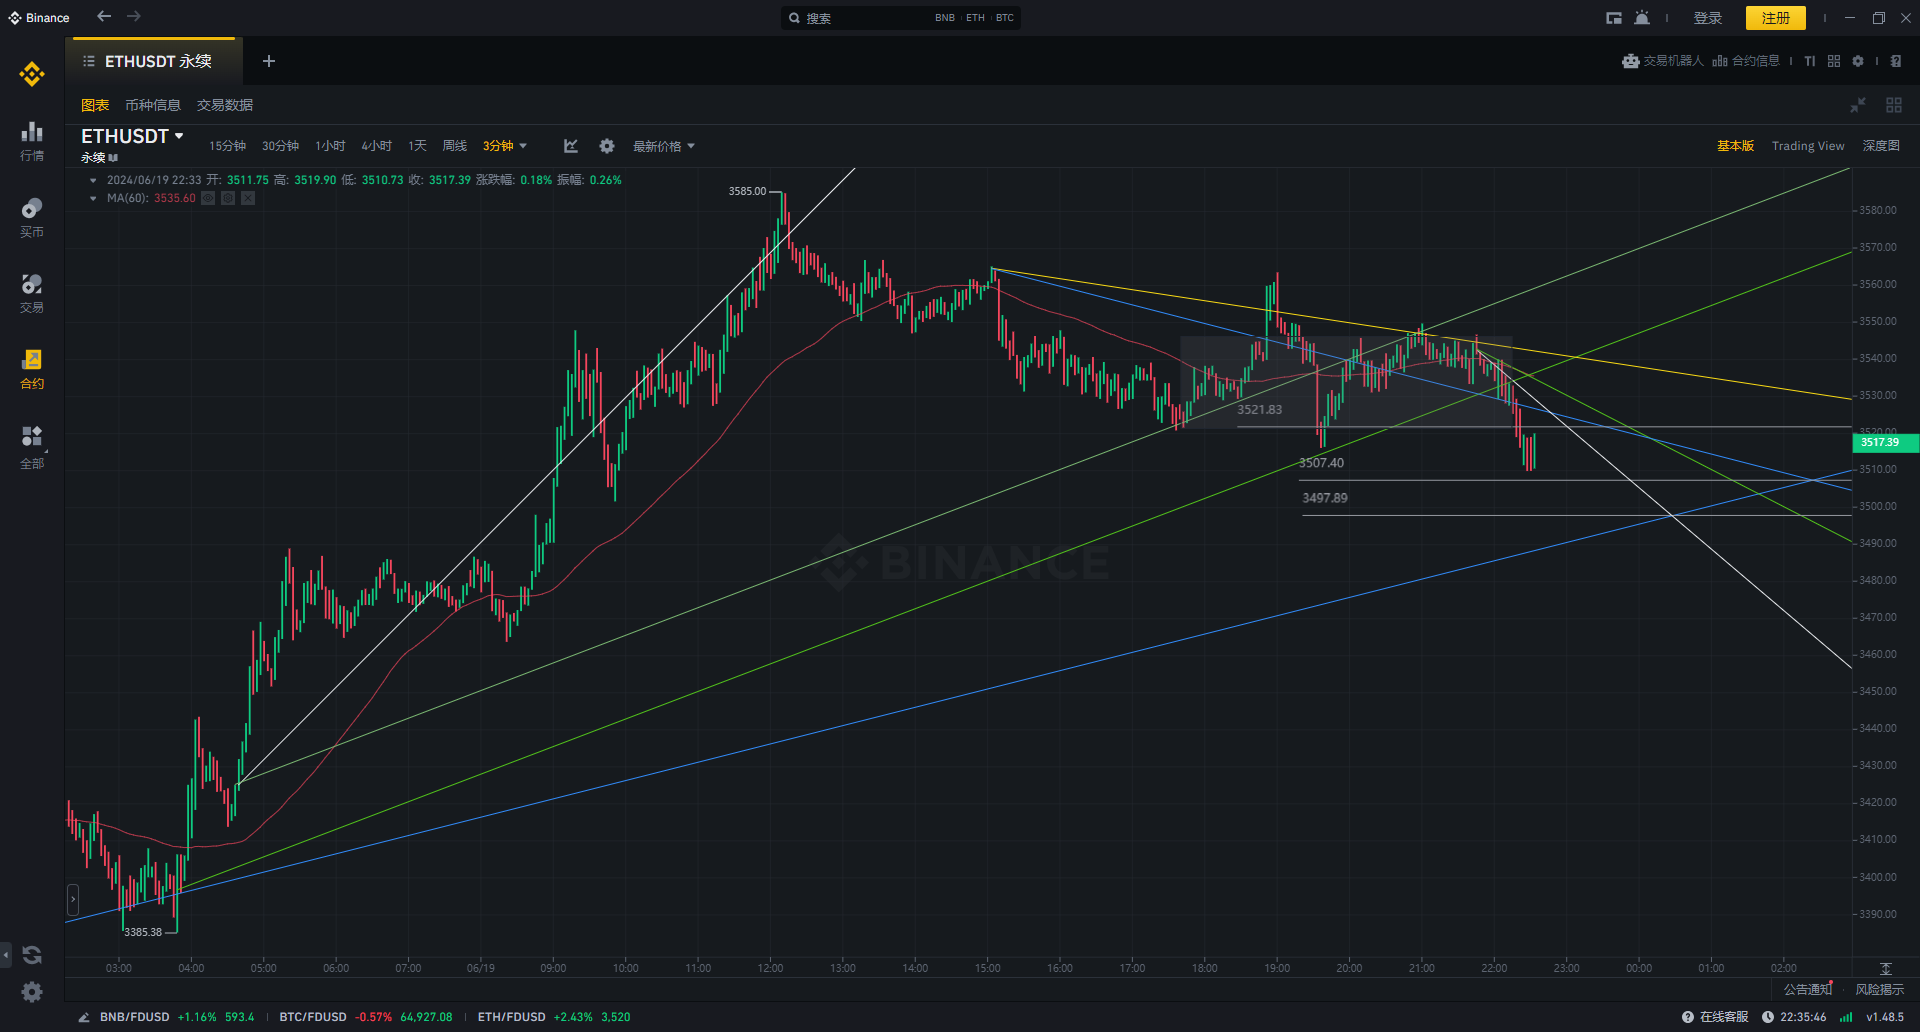 Binance
搜索 BNB ETH BTC
登录 注册
ETHUSDT 永续
交易机器人 合约信息
图表 币种信息 交易数据
ETHUSDT
永续
15分钟 30分钟 1小时 4小时 1天 周线 3分钟 最新价格
基本版 Trading View 深度图
2024/06/19 22:33 开: 3511.75 高: 3519.90 低: 3510.73 收: 3517.39 涨跌幅: 0.18% 振幅: 0.26%
MA(60): 3535.60
行情
买币
交易
合约
全部
3585.00
3521.83
3507.40
3497.89
BINANCE
3385.38
3580.00
3570.00
3560.00
3550.00
3540.00
3530.00
3520.00
3517.39
3510.00
3500.00
3490.00
3480.00
3470.00
3460.00
3450.00
3440.00
3430.00
3420.00
3410.00
3400.00
3390.00
03:00 04:00 05:00 06:00 07:00 06/19 09:00 10:00 11:00 12:00 13:00 14:00 15:00 16:00 17:00 18:00 19:00 20:00 21:00 22:00 23:00 00:00 01:00 02:00
公告通知 风险揭示
BNB/FDUSD +1.16% 593.4 BTC/FDUSD -0.57% 64,927.08 ETH/FDUSD +2.43% 3,520
在线客服 22:35:46 v1.48.5